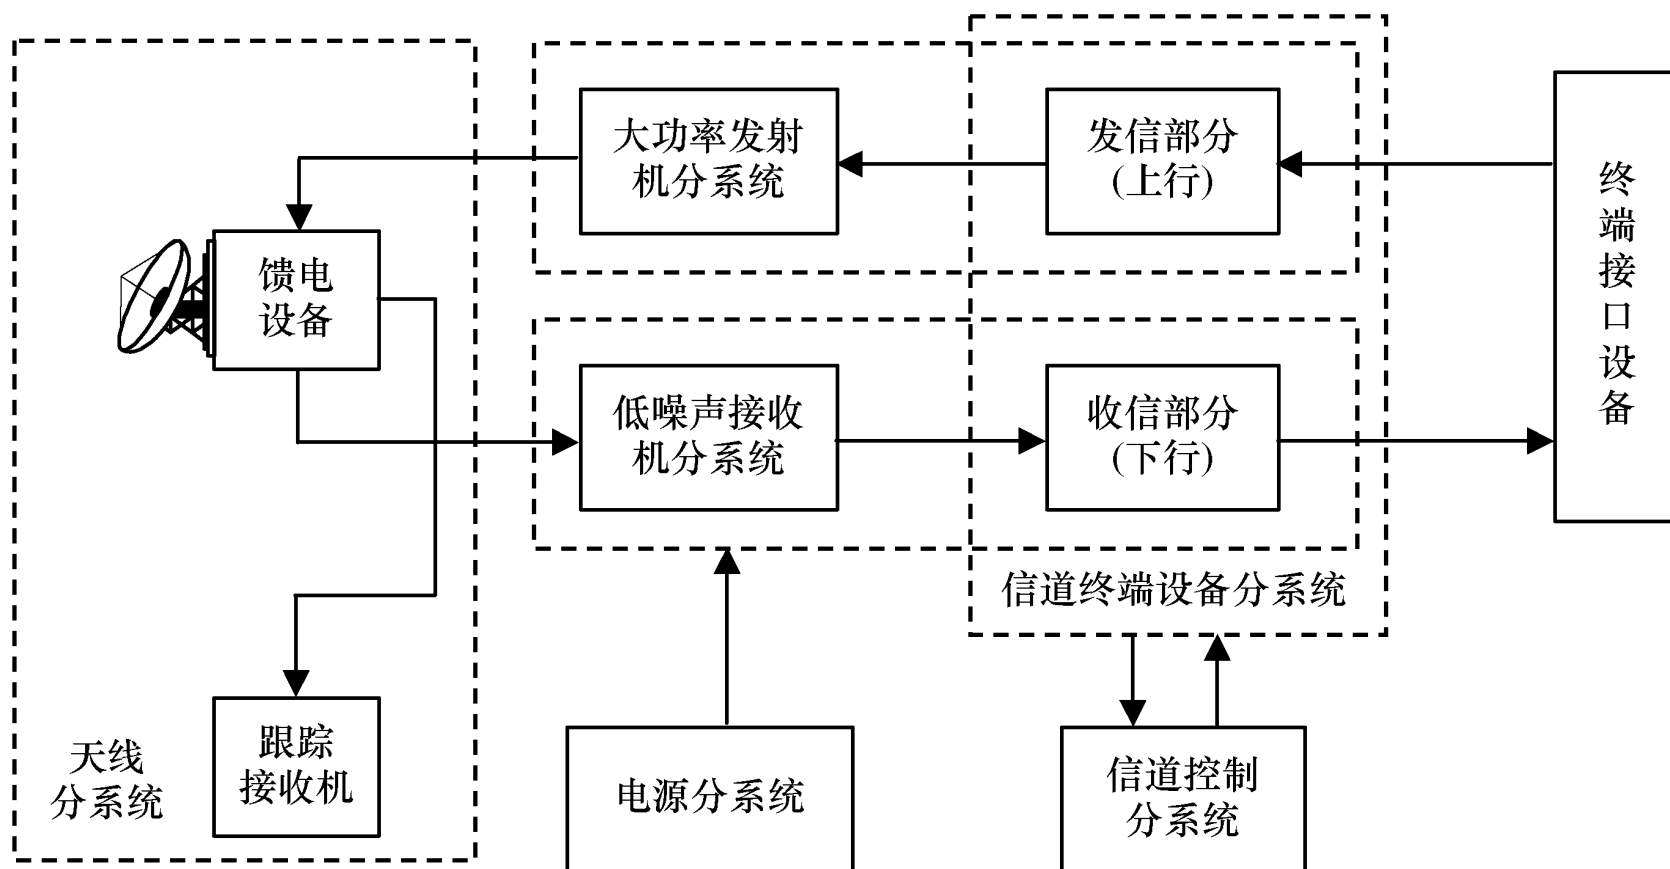 大功率发射
机分系统
发信部分
(上行)
终
端
接
口
设
备
馈电
设备
低噪声接收
机分系统
收信部分
(下行)
信道终端设备分系统
天线
分系统
跟踪
接收机
电源分系统
信道控制
分系统